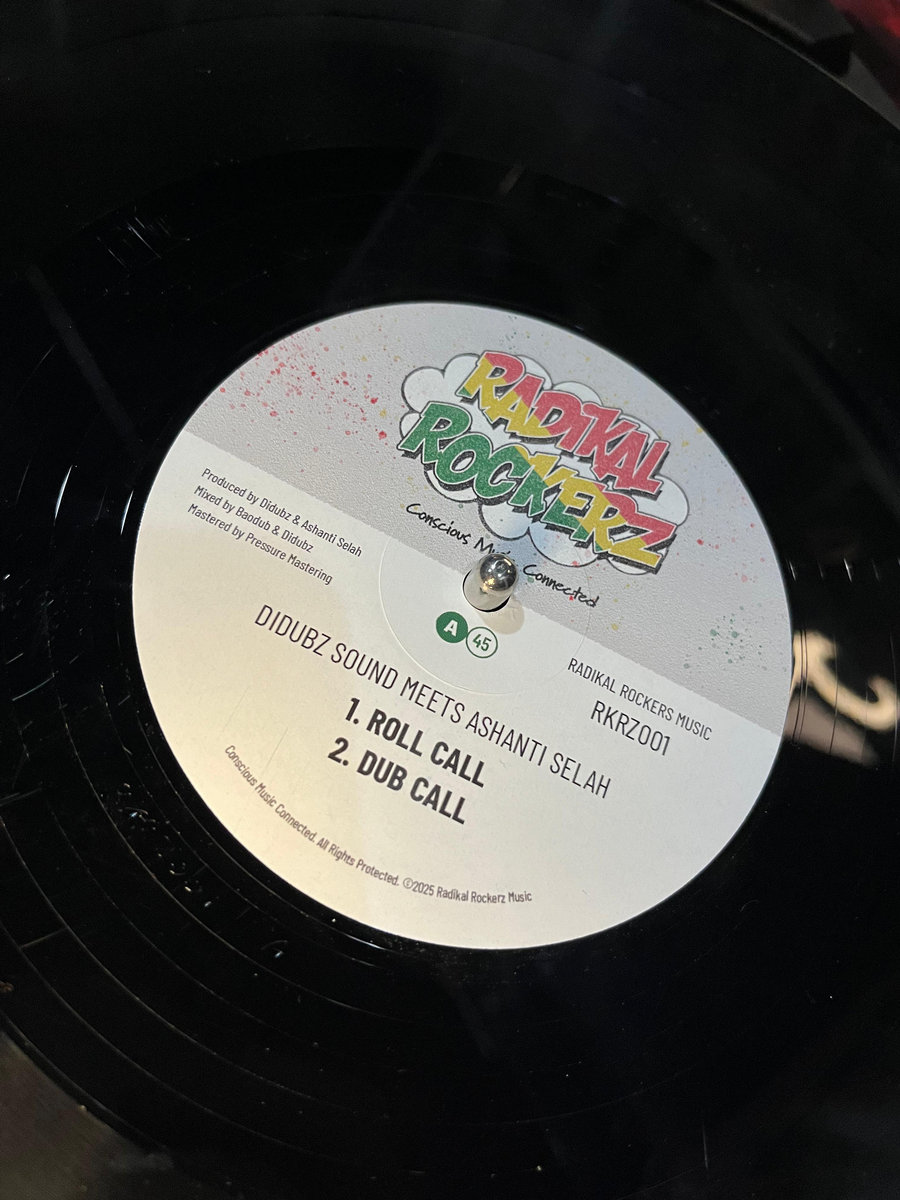 RADIKAL
ROCKERZ
Conscious Connected
Produced by Didubz & Ashanti Selah
Mixed by Baodub & Didubz
Mastered by Pressure Mastering
A 45
RADIKAL ROCKERS MUSIC
RKRZ001
DIDUBZ SOUND MEETS ASHANTI SELAH
1. ROLL CALL
2. DUB CALL
Conscious Music Connected. All Rights Protected. ©2025 Radikal Rockerz Music